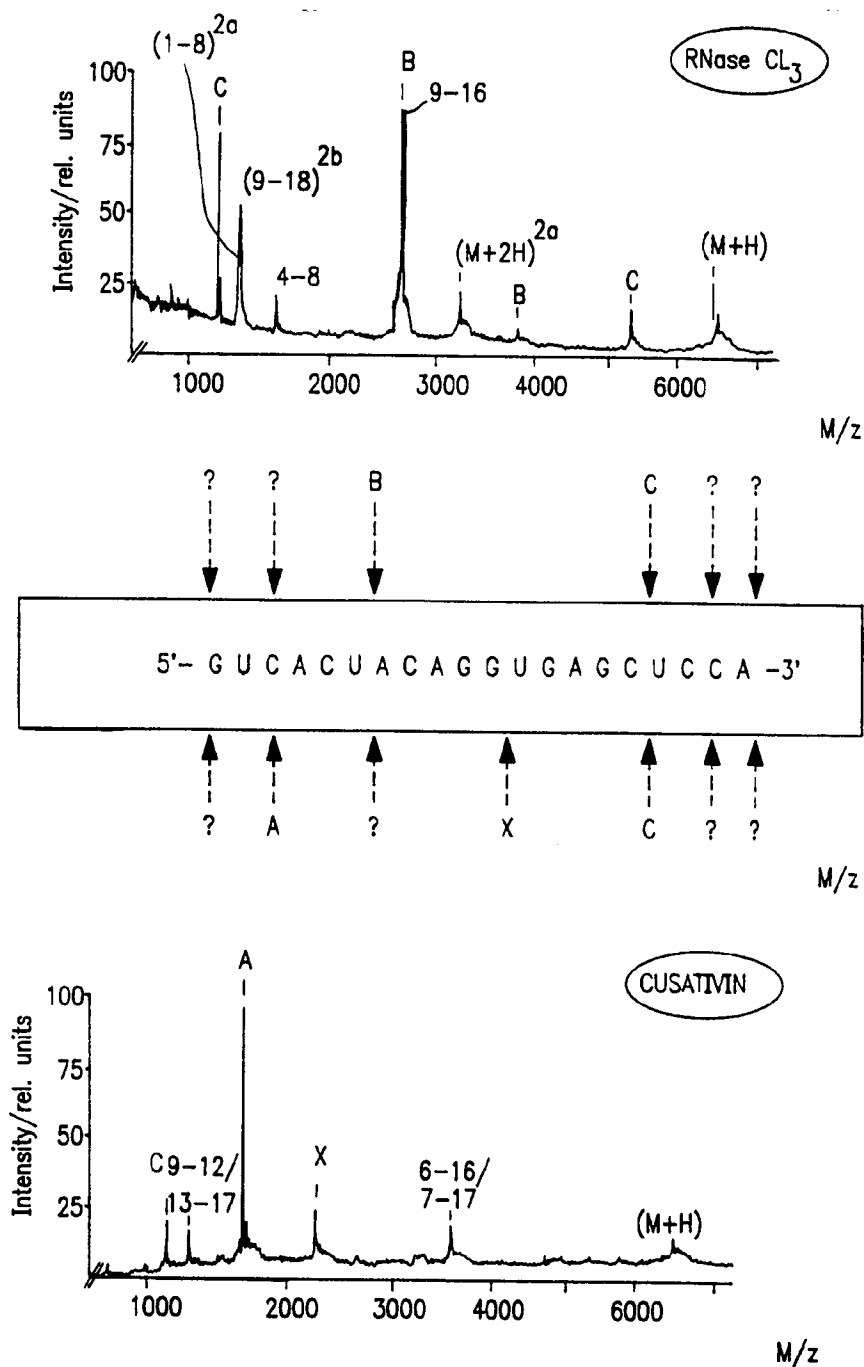 (1-8)2a
C
B
RNase CL3
100
9-16
75
(9-18)2b
50
(M+2H)2a
(M+H)
4-8
25
B
C
Intensity/rel. units
1000 2000 3000 4000 6000
M/z
? ? B C ? ?
5'- G U C A C U A C A G G U G A G C U C C A -3'
? A ? X C ? ?
M/z
A
CUSATIVIN
100
75
50
C 9-12/
13-17
X
6-16/
7-17
(M+H)
25
Intensity/rel. units
1000 2000 3000 4000 6000
M/z